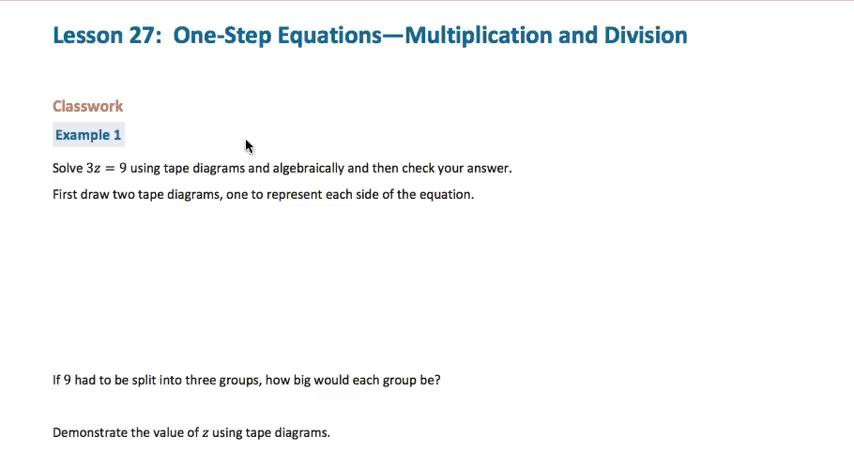 Lesson 27: One-Step Equations—Multiplication and Division
Classwork
Example 1
Solve 3z = 9 using tape diagrams and algebraically and then check your answer.
First draw two tape diagrams, one to represent each side of the equation.
If 9 had to be split into three groups, how big would each group be?
Demonstrate the value of z using tape diagrams.